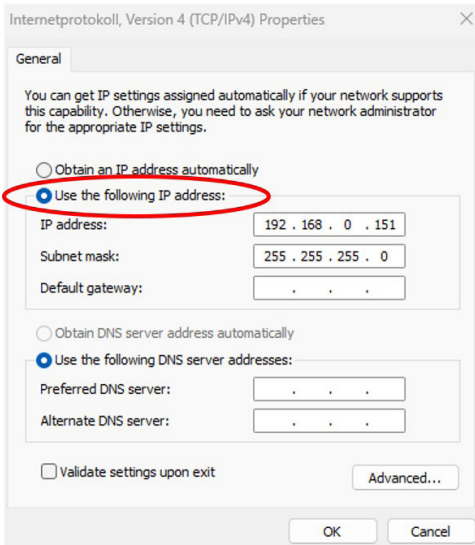 Internetprotokoll, Version 4 (TCP/IPv4) Properties
General
You can get IP settings assigned automatically if your network supports
this capability. Otherwise, you need to ask your network administrator
for the appropriate IP settings.
Obtain an IP address automatically
Use the following IP address:
IP address: 192 . 168 . 0 . 151
Subnet mask: 255 . 255 . 255 . 0
Default gateway: . . .
Obtain DNS server address automatically
Use the following DNS server addresses:
Preferred DNS server: . . .
Alternate DNS server: . . .
Validate settings upon exit
Advanced...
OK Cancel